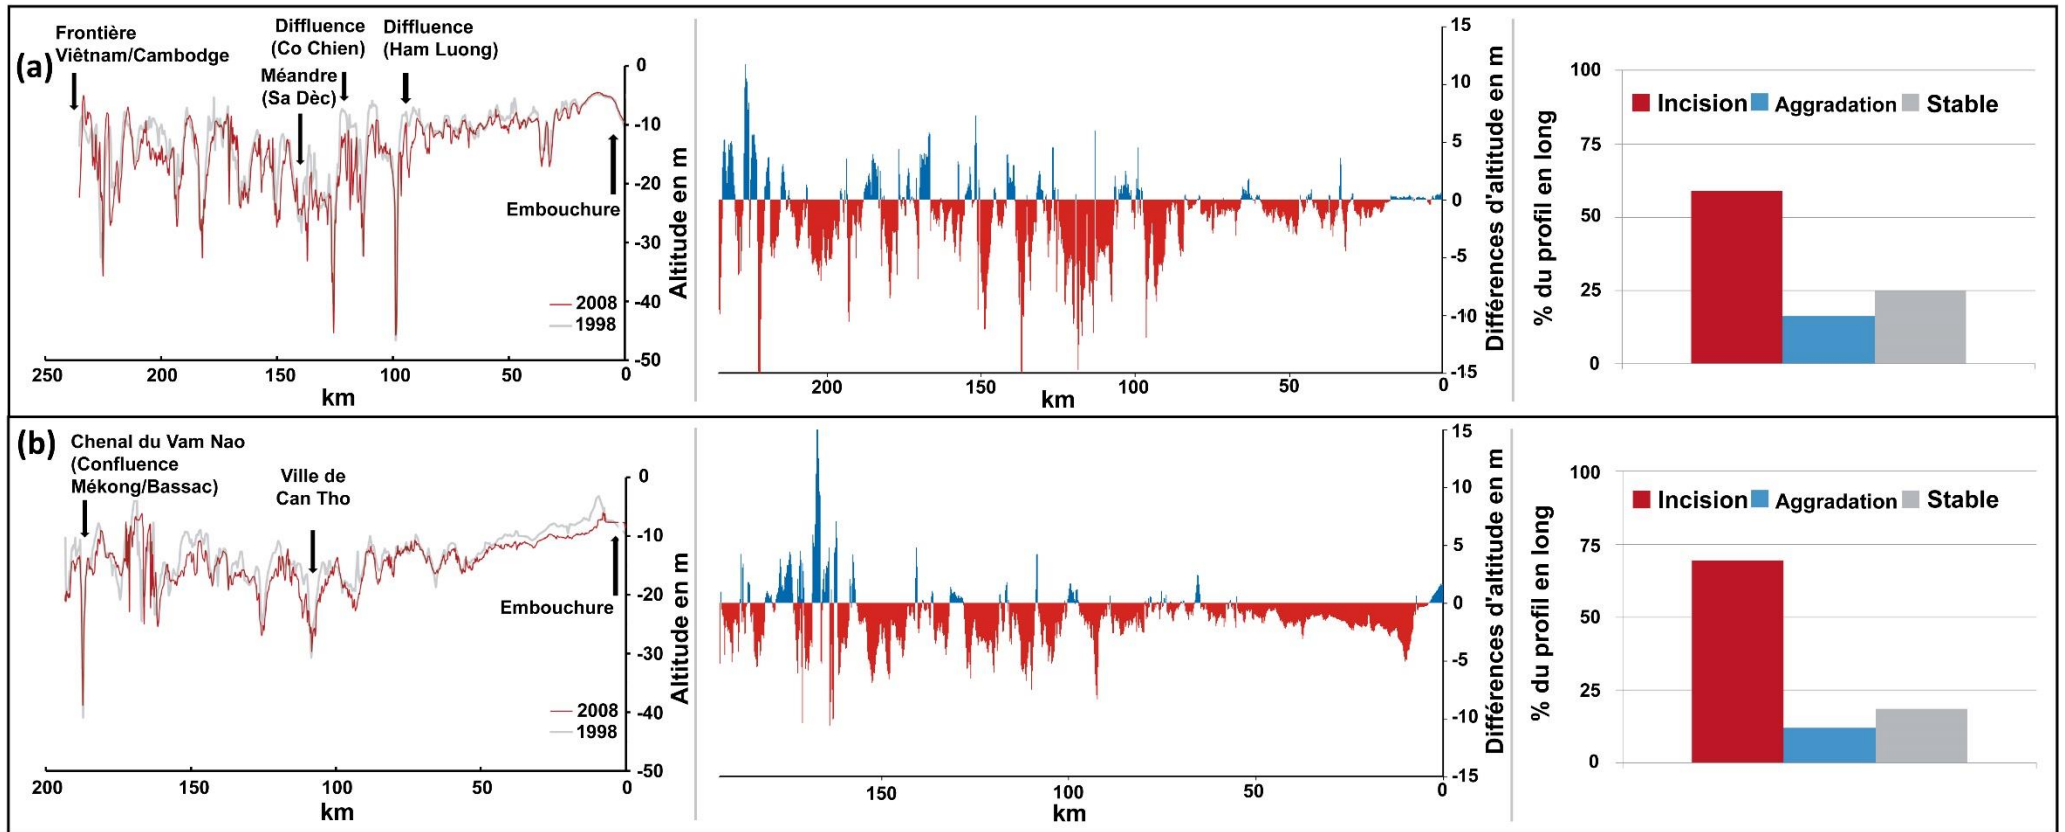 (a)
Frontière
Viêtnam/Cambodge
Diffluence
(Co Chien)
Diffluence
(Ham Luong)
Méandre
(Sa Dèc)
Embouchure
2008
1998
0
-10
-20
-30
-40
-50
Altitude en m
250
200
150
100
50
0
km
15
10
5
0
-5
-10
-15
Différences d'altitude en m
200
150
100
50
0
km
% du profil en long
100
75
50
25
0
Incision Aggradation Stable
(b)
Chenal du Vam Nao
(Confluence
Mékong/Bassac)
Ville de
Can Tho
Embouchure
2008
1998
0
-10
-20
-30
-40
-50
Altitude en m
200
150
100
50
0
km
15
10
5
0
-5
-10
-15
Différences d'altitude en m
150
100
50
0
km
% du profil en long
100
75
50
25
0
Incision Aggradation Stable